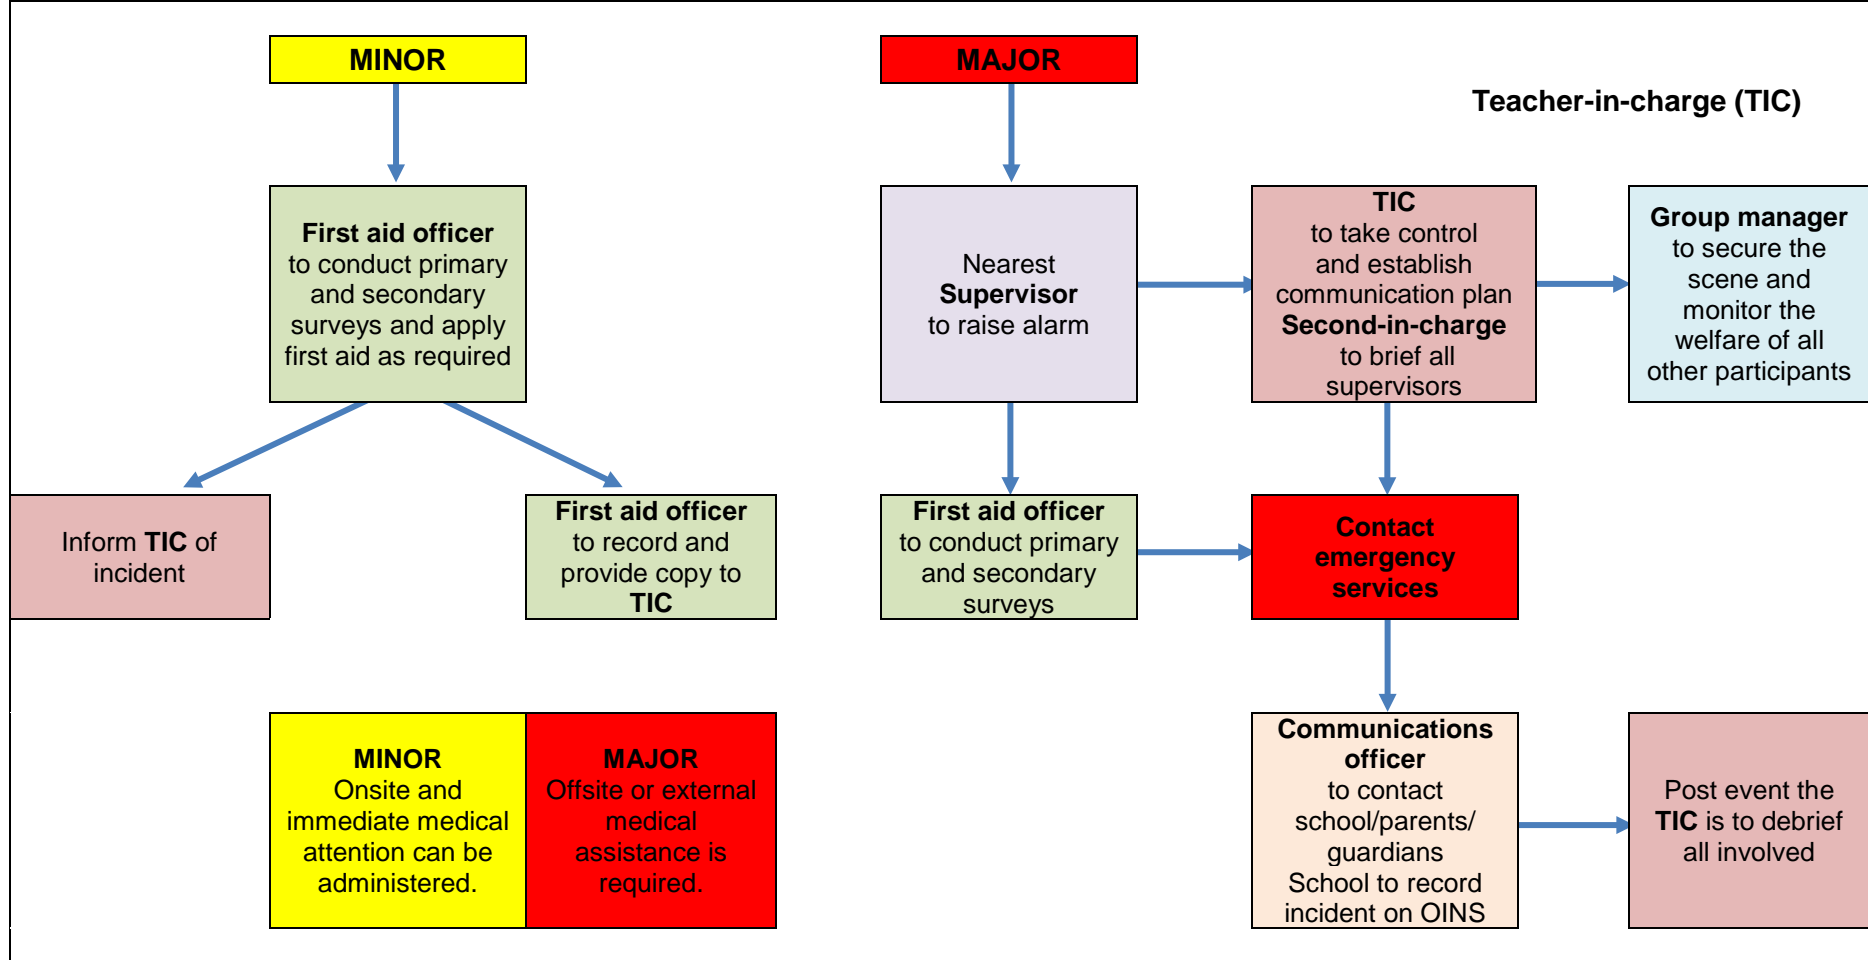 MINOR
MAJOR
Teacher-in-charge (TIC)
First aid officer
to conduct primary
and secondary
surveys and apply
first aid as required
Nearest
Supervisor
to raise alarm
TIC
to take control
and establish
communication plan
Second-in-charge
to brief all
supervisors
Group manager
to secure the
scene and
monitor the
welfare of all
other participants
Inform TIC of
incident
First aid officer
to record and
provide copy to
TIC
First aid officer
to conduct primary
and secondary
surveys
Contact
emergency
services
MINOR
Onsite and
immediate medical
attention can be
administered.
MAJOR
Offsite or external
medical
assistance is
required.
Communications
officer
to contact
school/parents/
guardians
School to record
incident on OINS
Post event the
TIC is to debrief
all involved